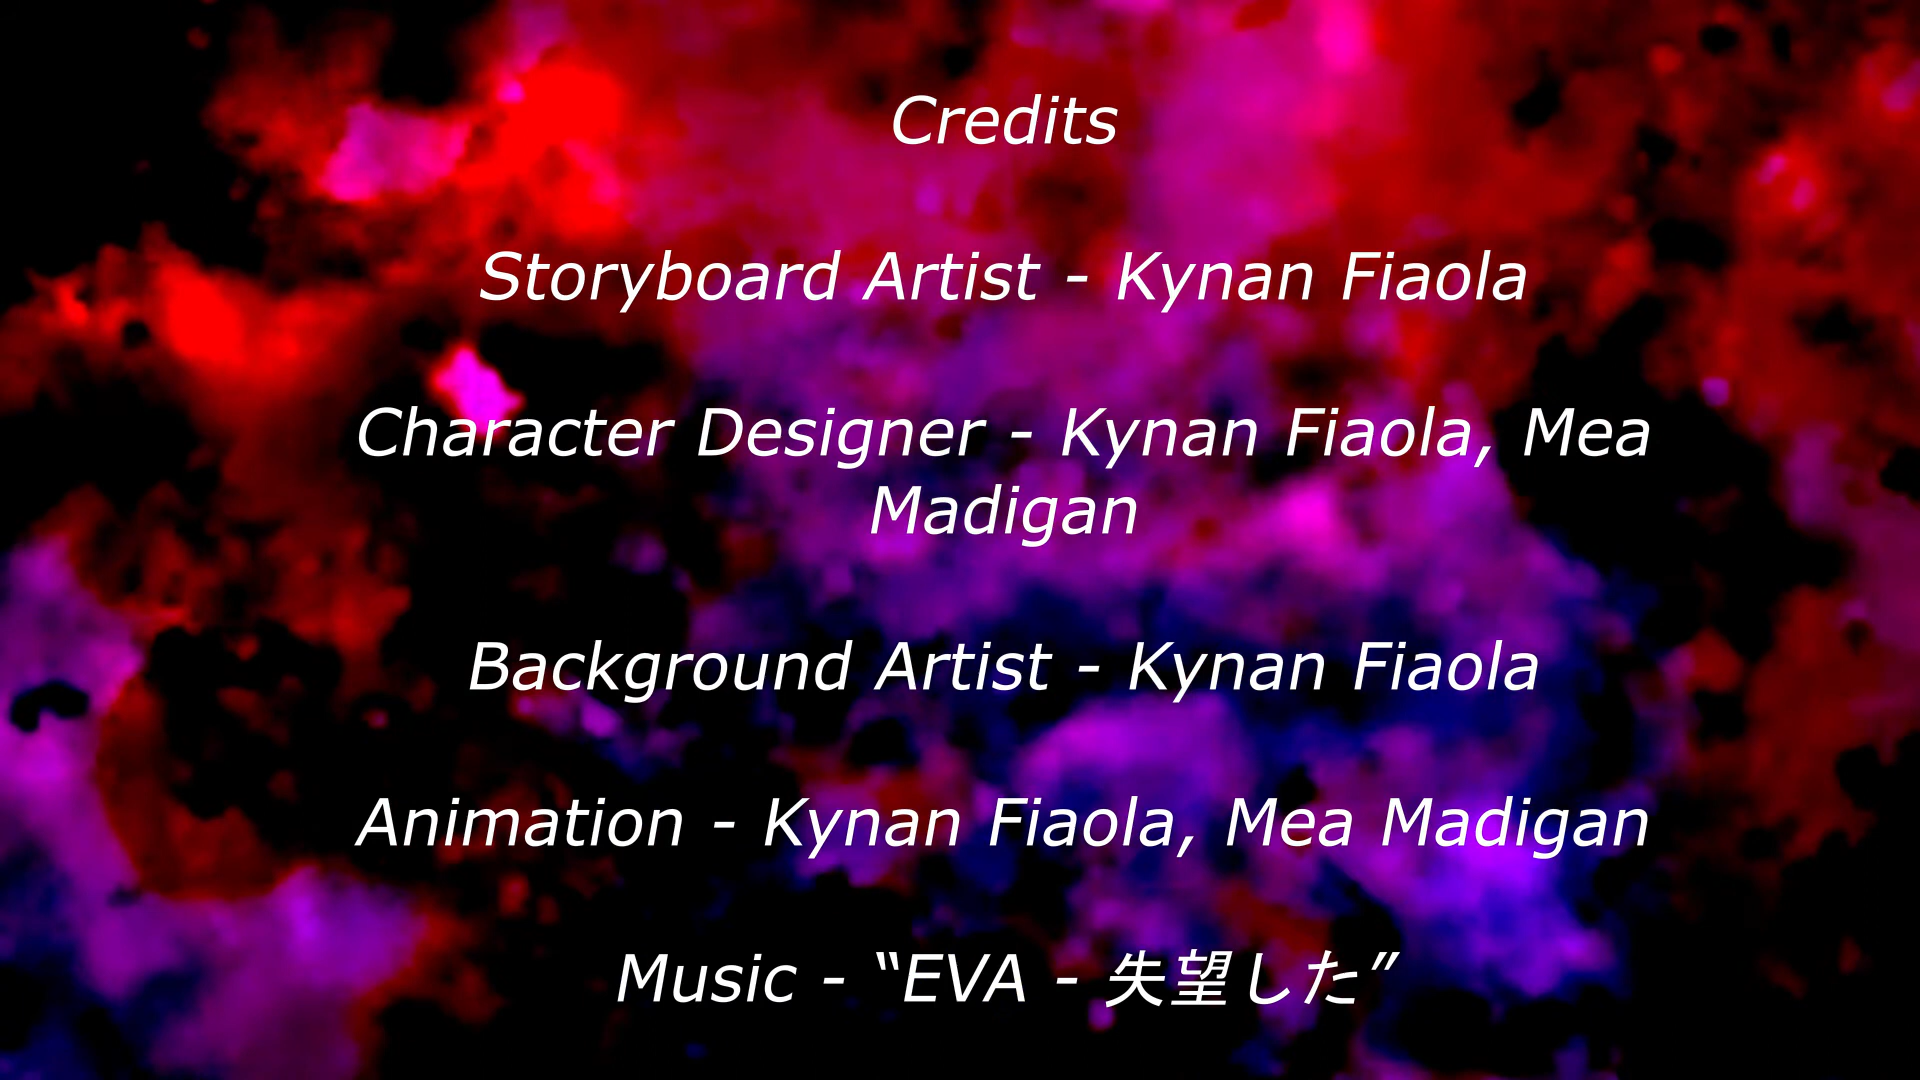 Credits
Storyboard Artist - Kynan Fiaola
Character Designer - Kynan Fiaola, Mea
Madigan
Background Artist - Kynan Fiaola
Animation - Kynan Fiaola, Mea Madigan
Music - “EVA - 失望した”